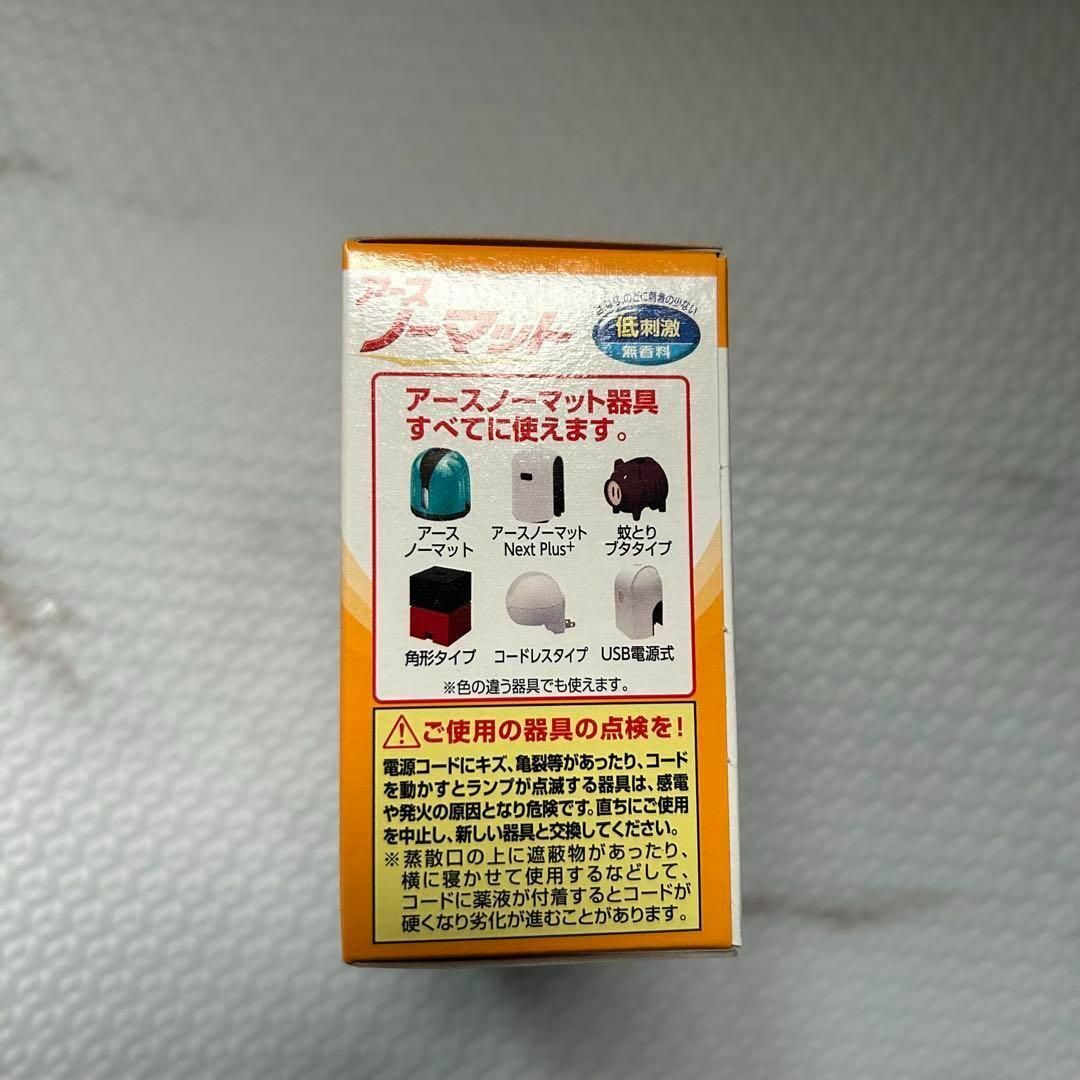 アース
ノーマット
のどに刺激の少ない
低刺激
無香料
アースノーマット器具
すべてに使えます。
アース
ノーマット
アースノーマット
Next Plus+
蚊とり
ブタタイプ
角形タイプ
コードレスタイプ
USB電源式
※色の違う器具でも使えます。
ご使用の器具の点検を!
電源コードにキズ、亀裂等があったり、コード
を動かすとランプが点滅する器具は、感電
や発火の原因となり危険です。直ちにご使用
を中止し、新しい器具と交換してください。
※蒸散口の上に遮蔽物があったり、
横に寝かせて使用するなどして、
コードに薬液が付着するとコードが
硬くなり劣化が進むことがあります。